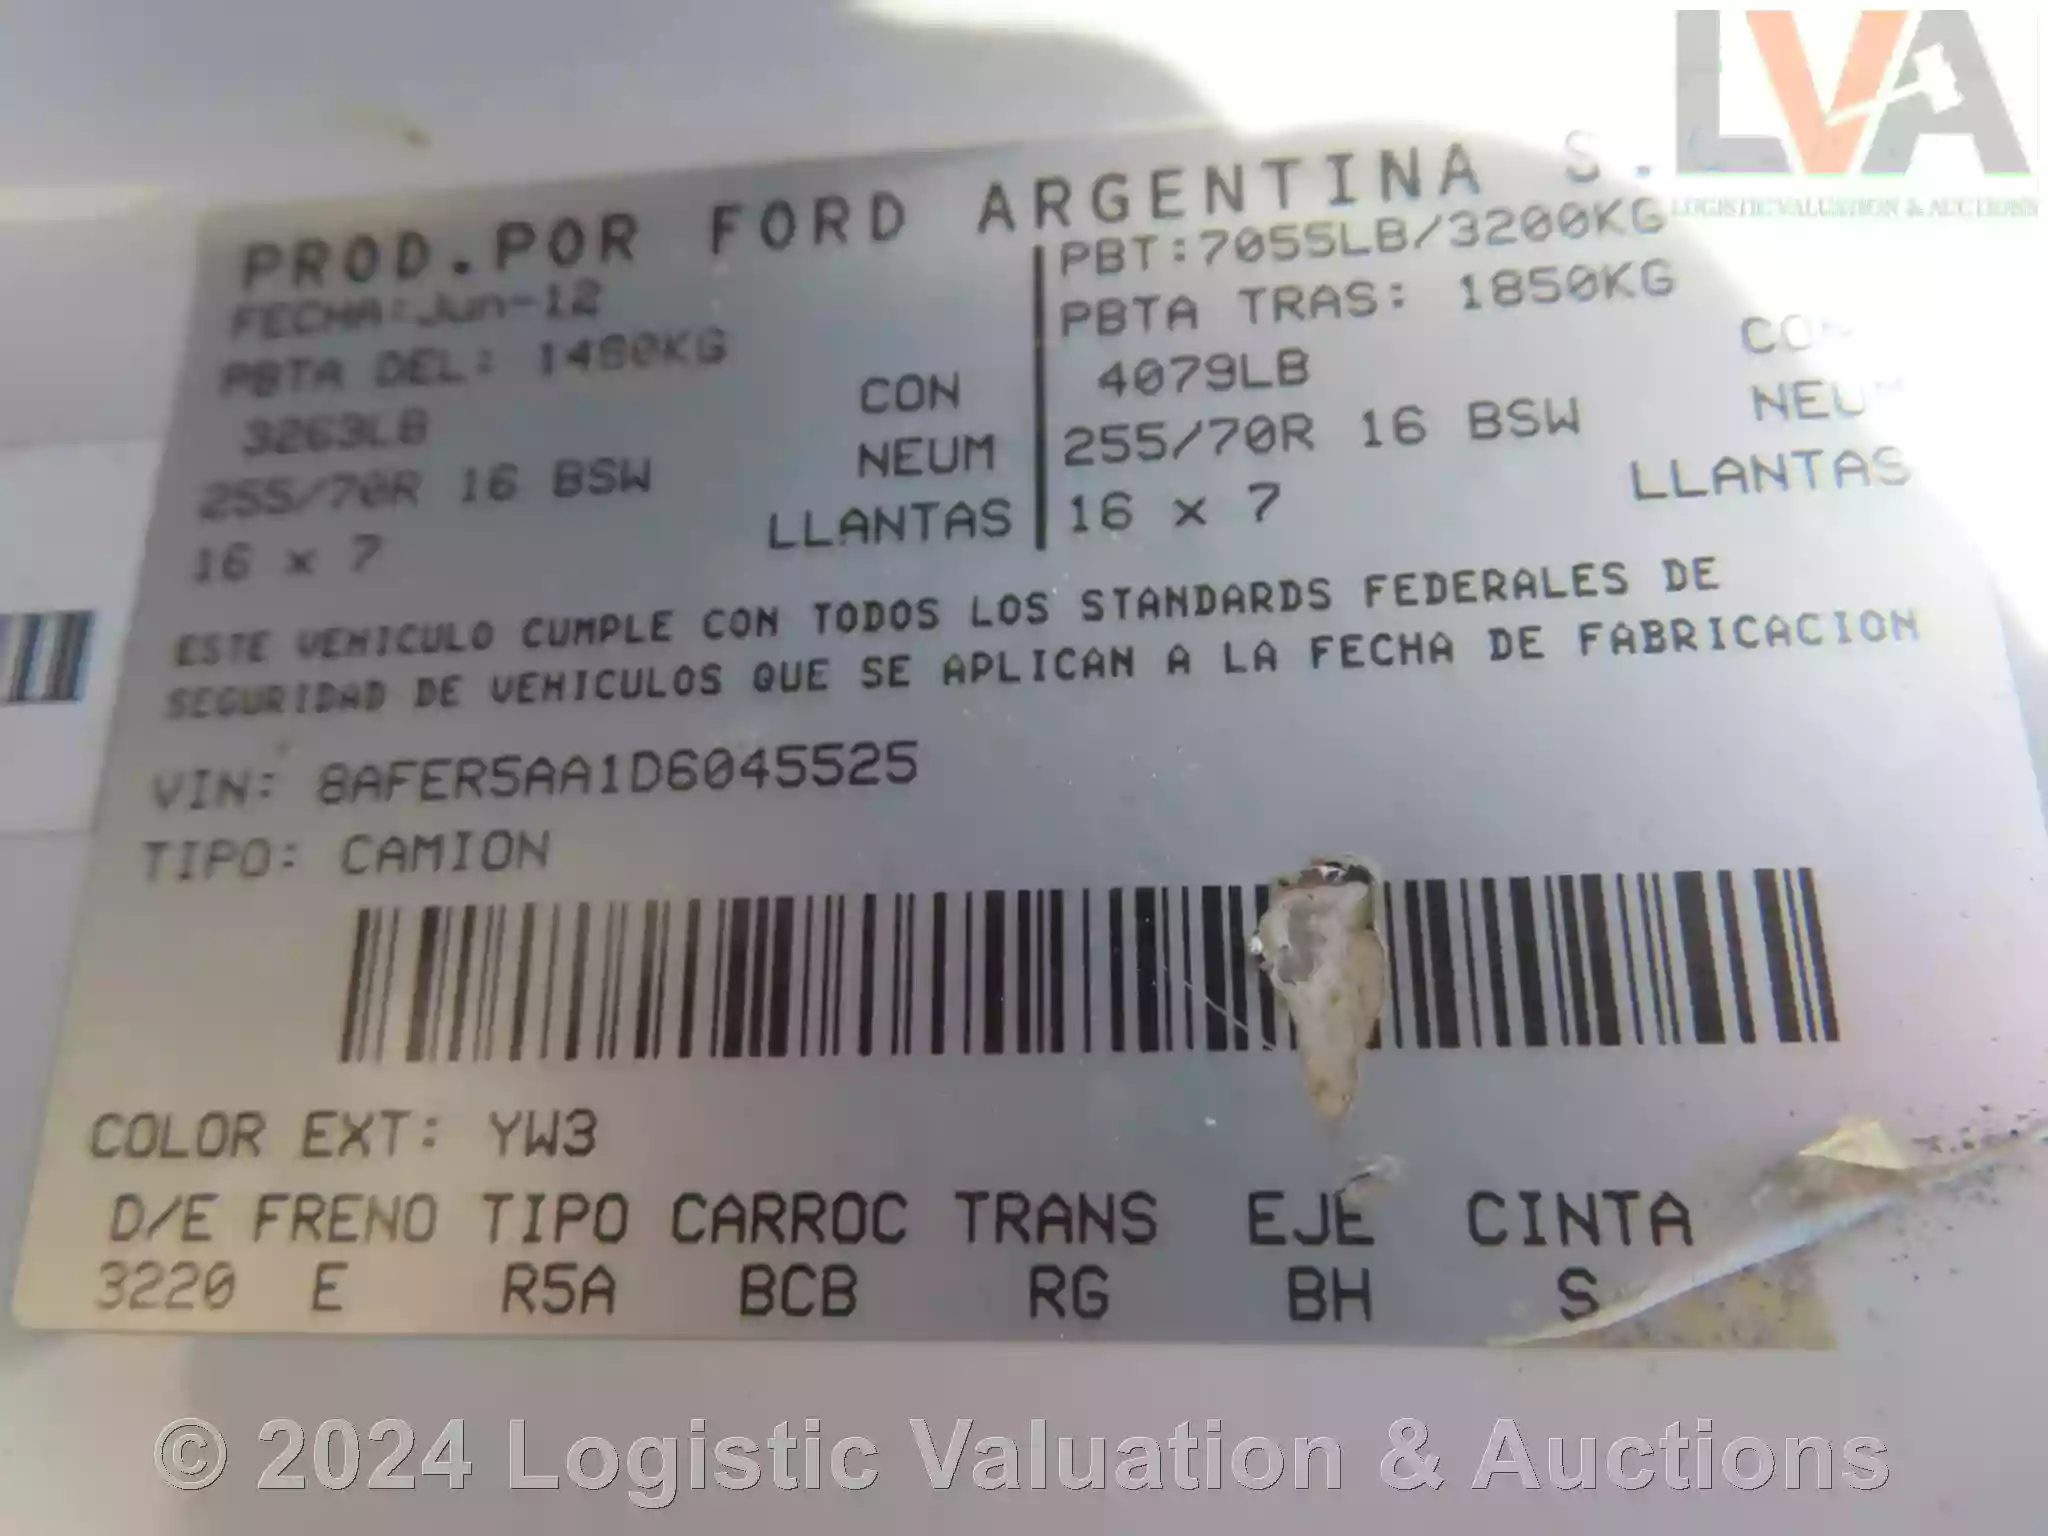 LVA
LOGISTIC VALUATION & AUCTIONS
PROD.POR FORD ARGENTINA S.
FECHA:Jun-12
PBTA DEL: 1480KG
3263LB CON
255/70R 16 BSW NEUM
16 x 7 LLANTAS
PBT:7055LB/3200KG
PBTA TRAS: 1850KG
4079LB CON
255/70R 16 BSW
16 x 7 LLANTAS
ESTE VEHICULO CUMPLE CON TODOS LOS STANDARDS FEDERALES DE
SEGURIDAD DE VEHICULOS QUE SE APLICAN A LA FECHA DE FABRICACION
VIN: 8AFER5AA1D6045525
TIPO: CAMION
COLOR EXT: YW3
D/E FRENO TIPO CARROC TRANS EJE CINTA
3220 E R5A BCB RG BH S
© 2024 Logistic Valuation & Auctions